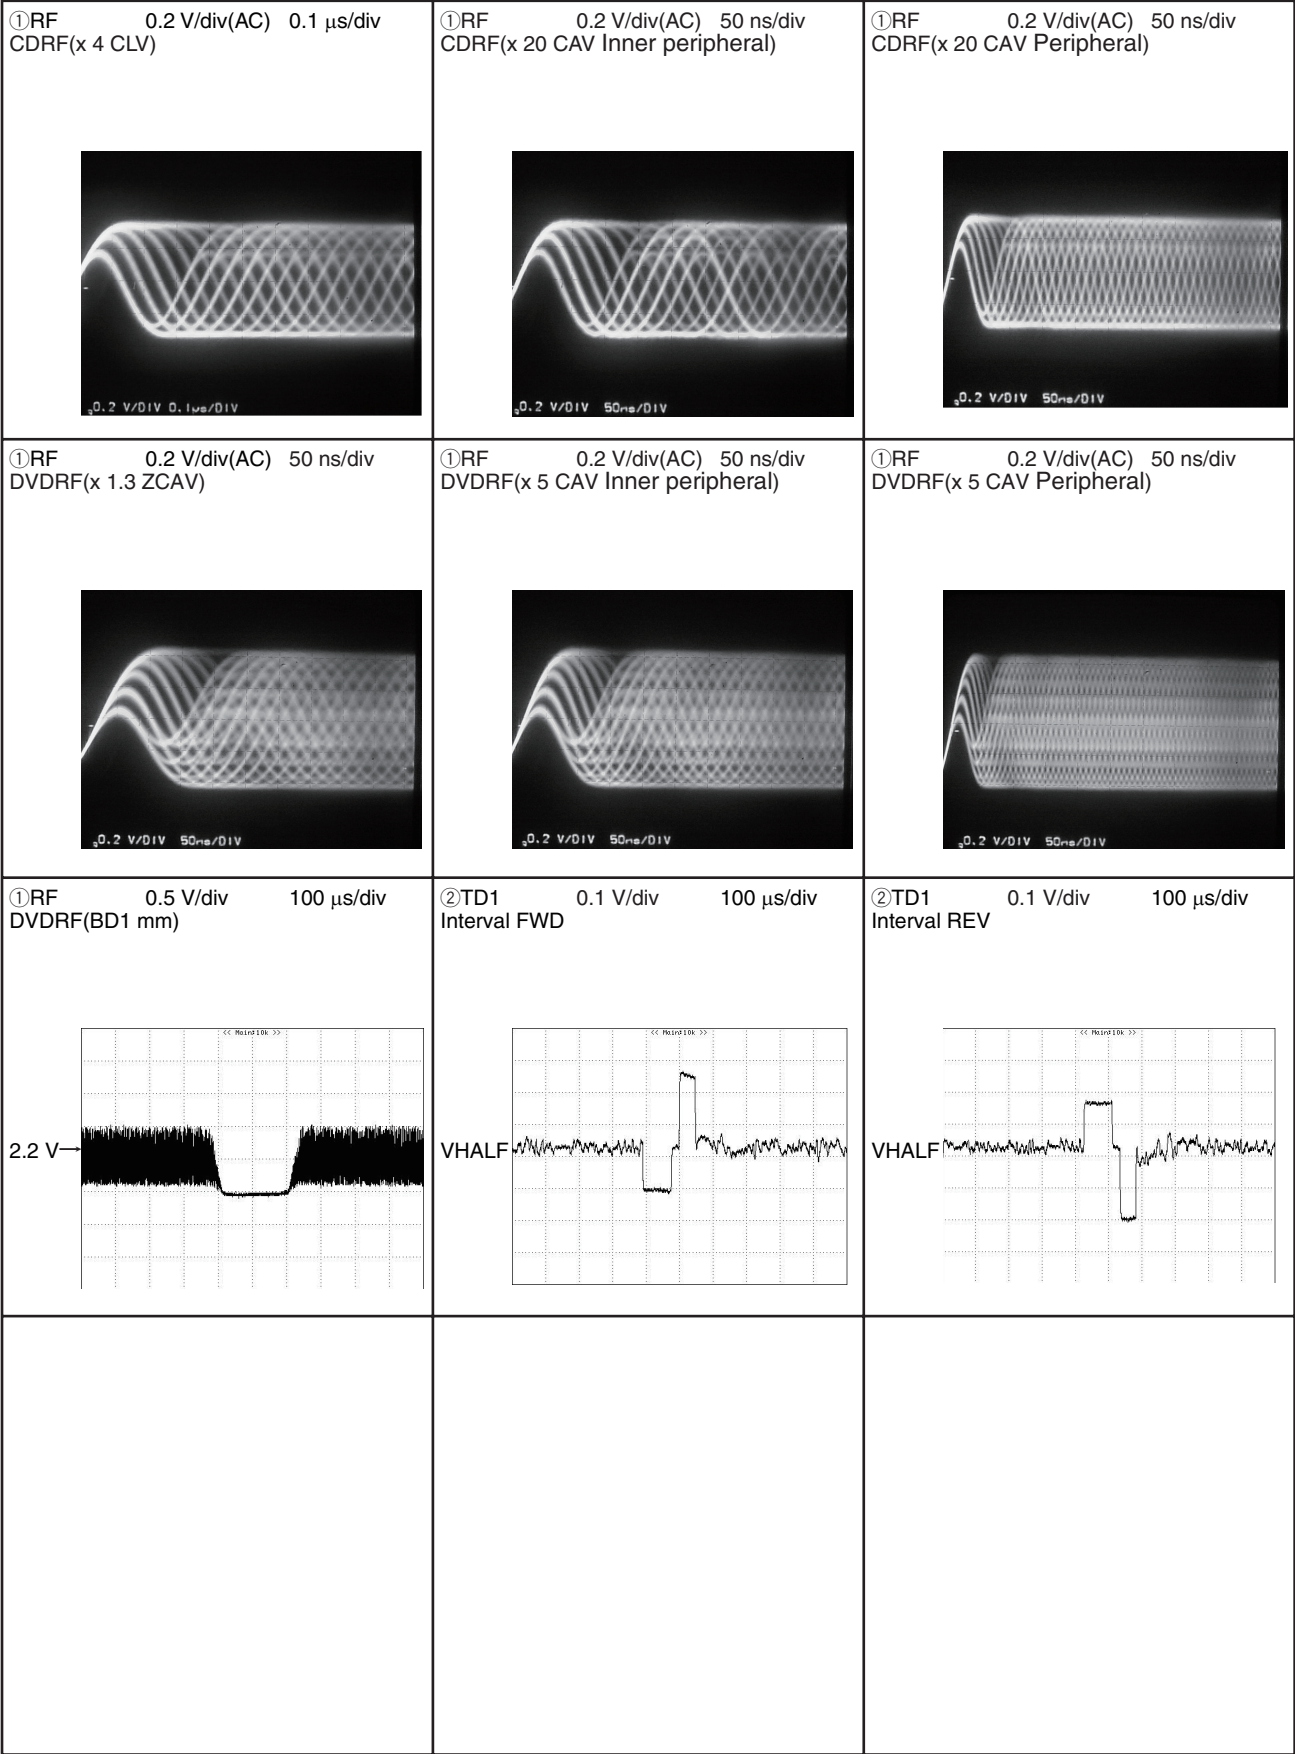 ①RF 0.2 V/div(AC) 0.1 µs/div
CDRF(x 4 CLV)
0.2 V/DIV 0.1µs/DIV
①RF 0.2 V/div(AC) 50 ns/div
CDRF(x 20 CAV Inner peripheral)
0.2 V/DIV 50ns/DIV
①RF 0.2 V/div(AC) 50 ns/div
CDRF(x 20 CAV Peripheral)
0.2 V/DIV 50ns/DIV
①RF 0.2 V/div(AC) 50 ns/div
DVDRF(x 1.3 ZCAV)
0.2 V/DIV 50ns/DIV
①RF 0.2 V/div(AC) 50 ns/div
DVDRF(x 5 CAV Inner peripheral)
0.2 V/DIV 50ns/DIV
①RF 0.2 V/div(AC) 50 ns/div
DVDRF(x 5 CAV Peripheral)
0.2 V/DIV 50ns/DIV
①RF 0.5 V/div 100 µs/div
DVDRF(BD1 mm)
<< Main:10k >>
2.2 V→
②TD1 0.1 V/div 100 µs/div
Interval FWD
<< Main:10k >>
VHALF
②TD1 0.1 V/div 100 µs/div
Interval REV
<< Main:10k >>
VHALF